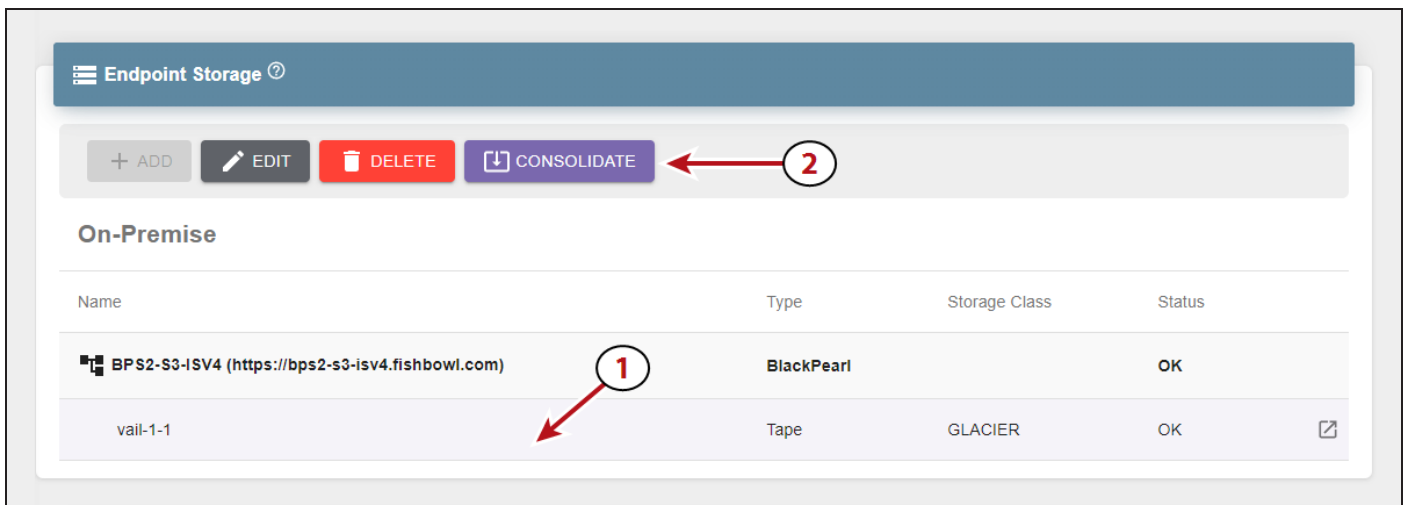 Endpoint Storage ?
+ ADD EDIT DELETE CONSOLIDATE 2
On-Premise
Name Type Storage Class Status
BPS2-S3-ISV4 (https://bps2-s3-isv4.fishbowl.com) 1 BlackPearl OK
vail-1-1 Tape GLACIER OK